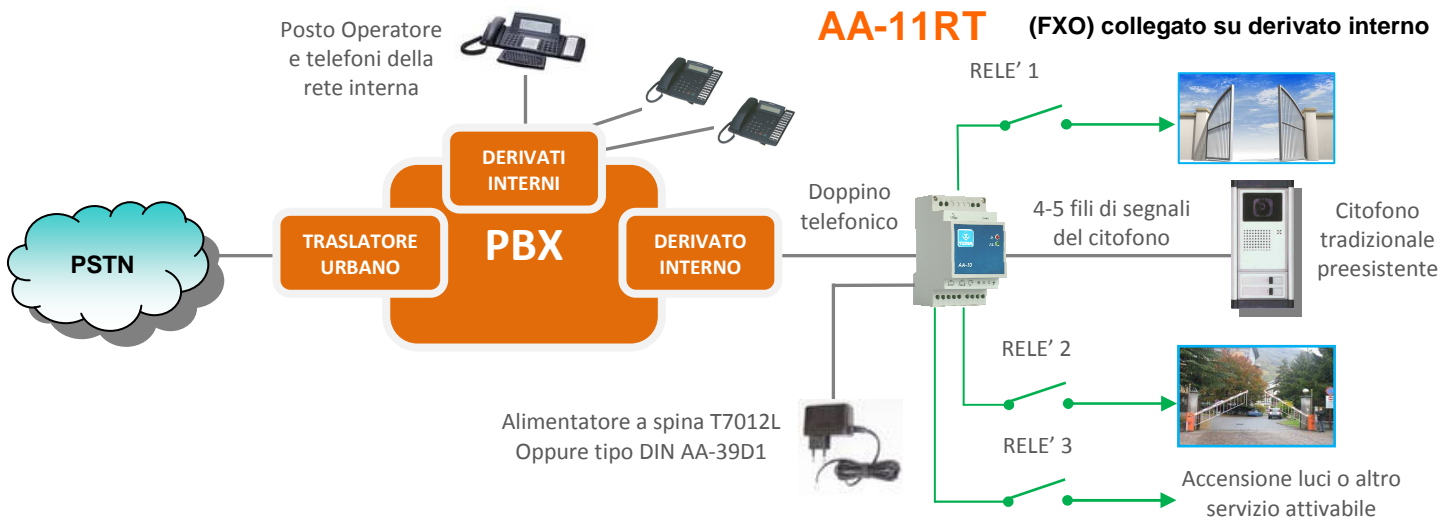 AA-11RT
(FXO) collegato su derivato interno
Posto Operatore
e telefoni della
rete interna
RELE’ 1
DERIVATI
INTERNI
Doppino
telefonico
4-5 fili di segnali
del citofono
Citofono
tradizionale
preesistente
PSTN
TRASLATORE
URBANO
PBX
DERIVATO
INTERNO
AA-10
RELE’ 2
Alimentatore a spina T7012L
Oppure tipo DIN AA-39D1
RELE’ 3
Accensione luci o altro
servizio attivabile